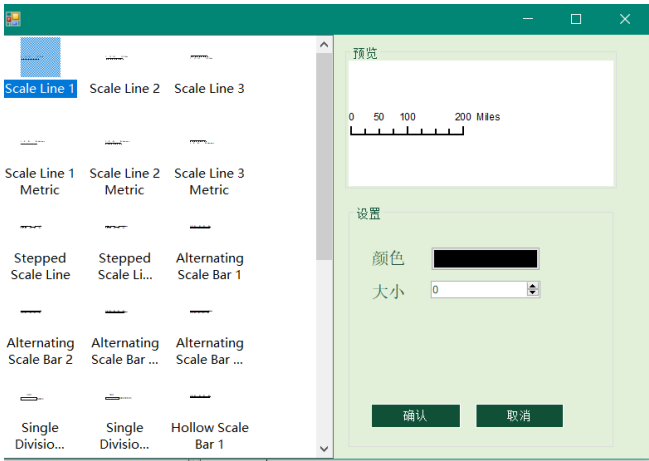 Scale Line 1
Scale Line 2
Scale Line 3
Scale Line 1
Metric
Scale Line 2
Metric
Scale Line 3
Metric
Stepped
Scale Line
Stepped
Scale Li...
Alternating
Scale Bar 1
Alternating
Scale Bar 2
Alternating
Scale Bar ...
Alternating
Scale Bar ...
Single
Divisio...
Single
Divisio...
Hollow Scale
Bar 1
预览
0 50 100 200 Miles
设置
颜色
大小 0
确认 取消